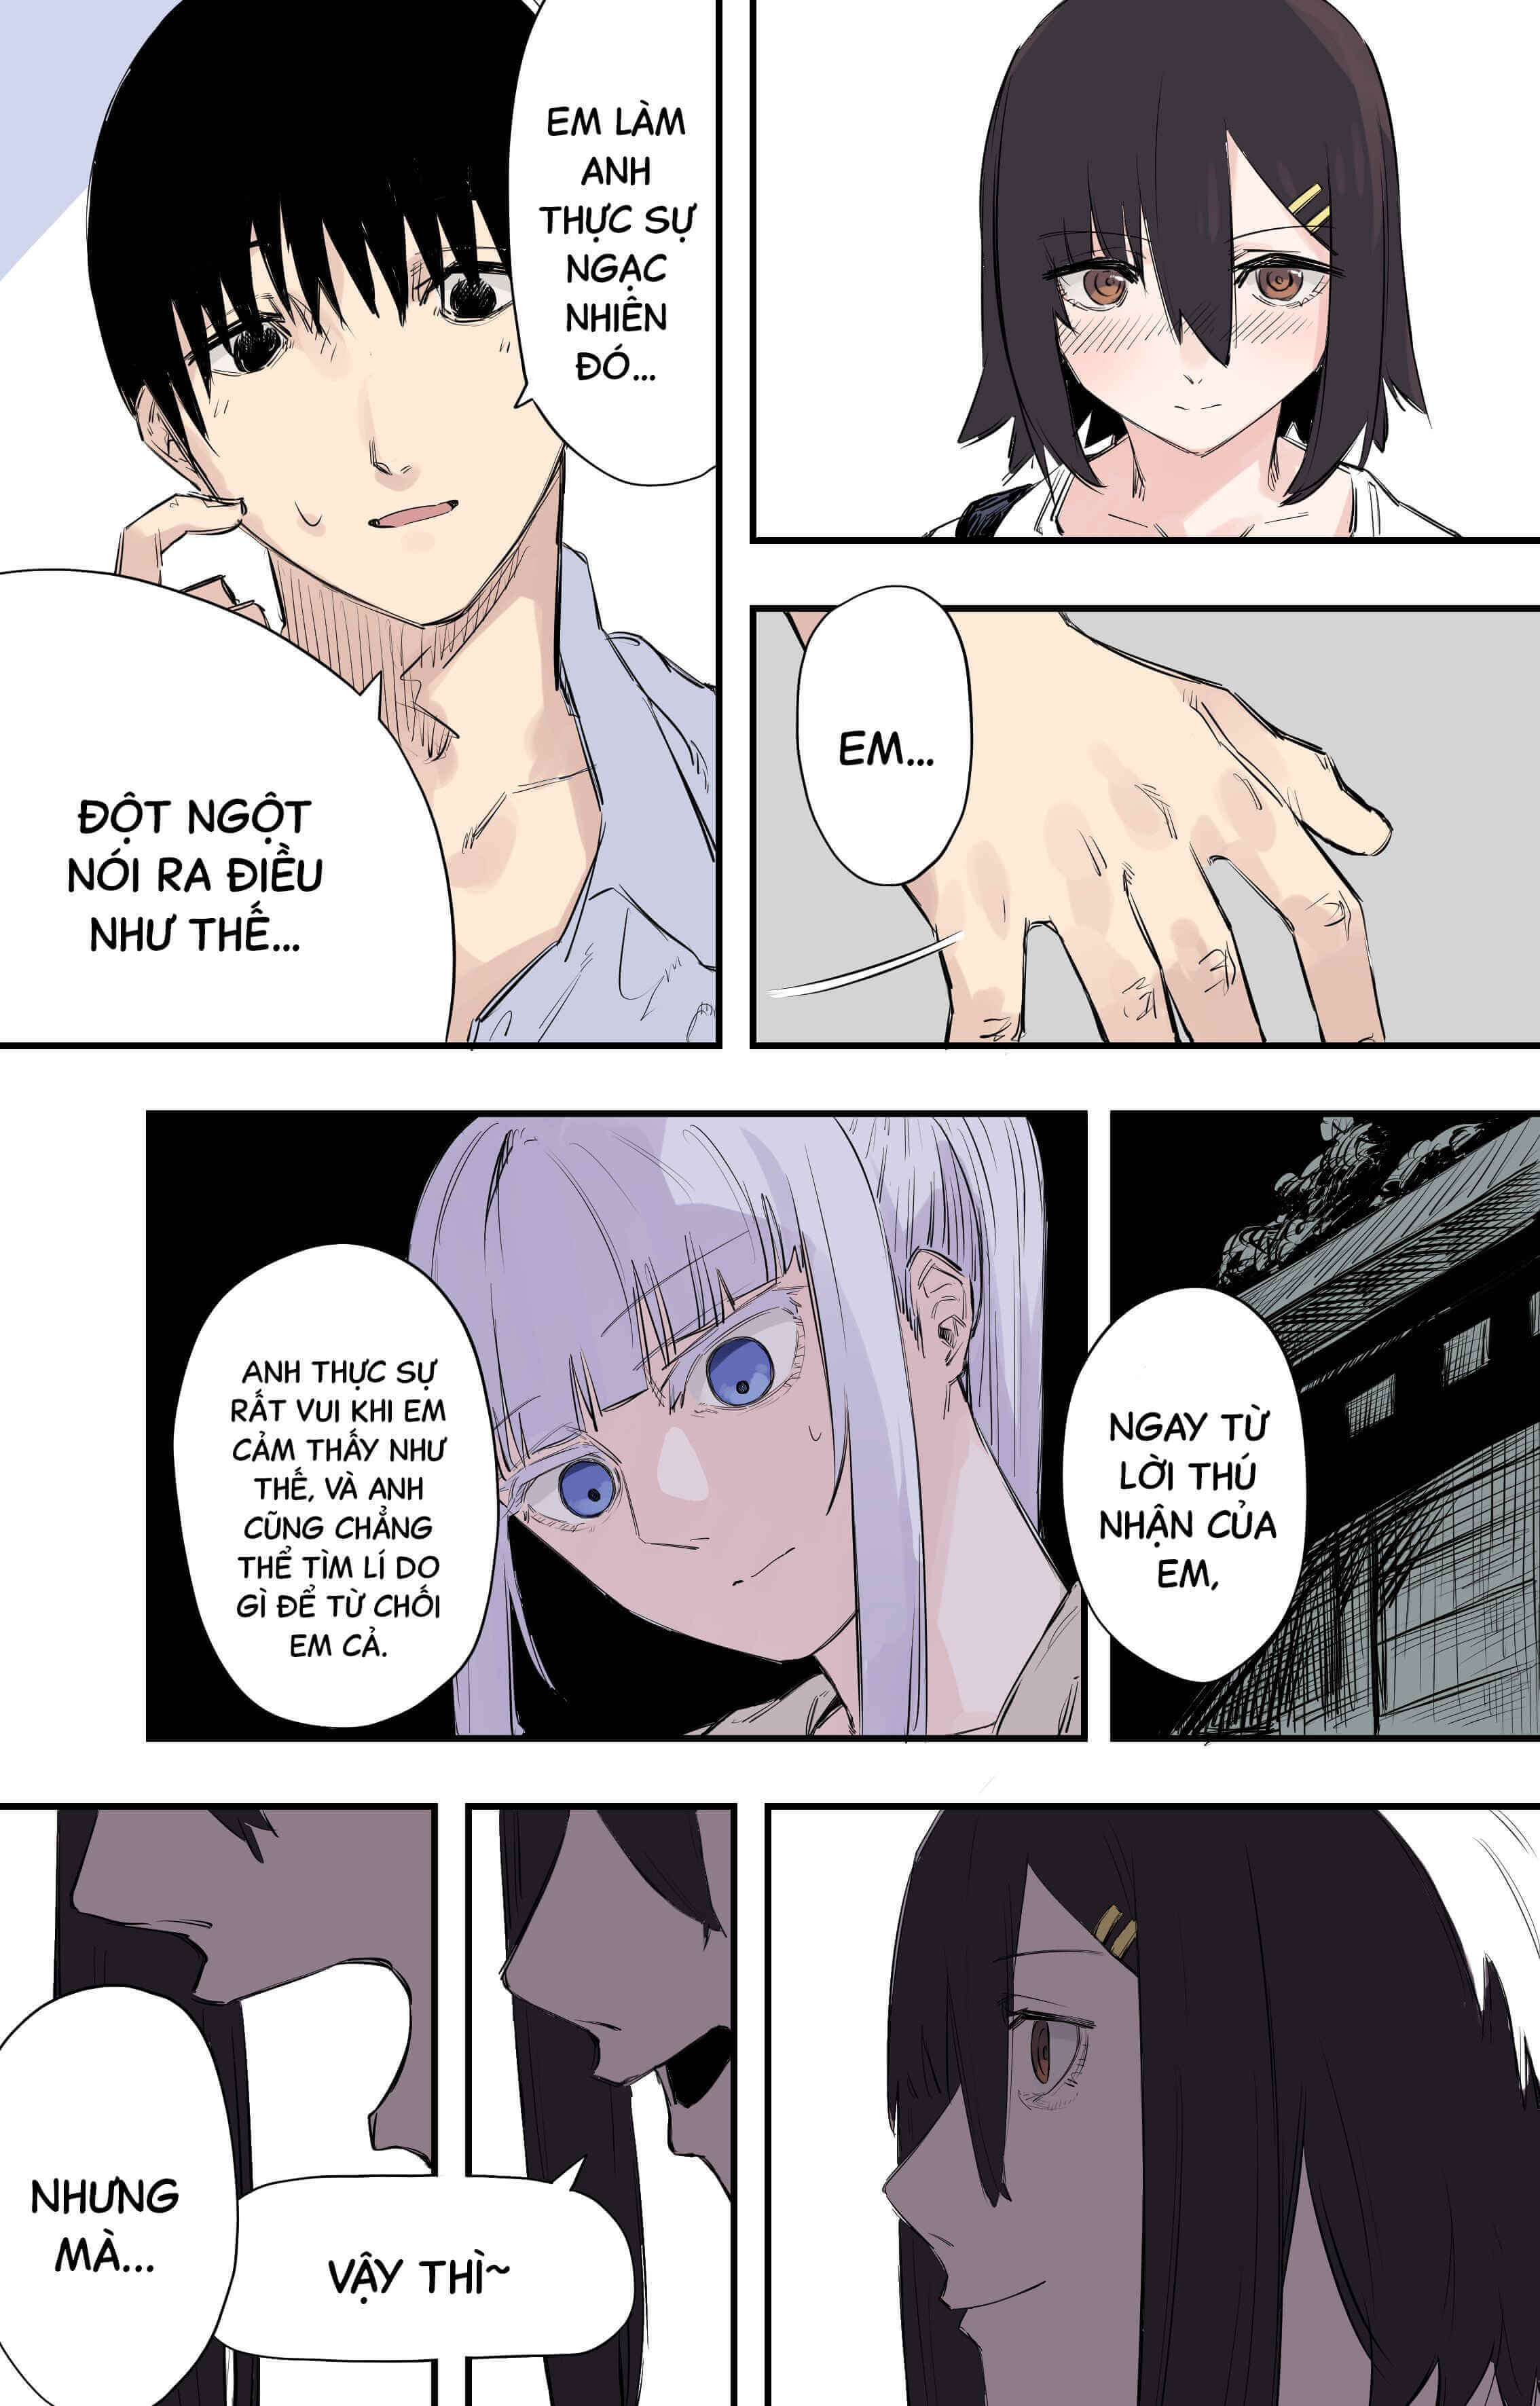 EM...
EM LÀM
ANH
THỰC SỰ
NGẠC
NHIÊN
ĐÓ...
ĐỘT NGỘT
NÓI RA ĐIỀU
NHƯ THẾ...
NGAY TỪ
LỜI THÚ
NHẬN CỦA
EM,
ANH THỰC SỰ
RẤT VUI KHI EM
CẢM THẤY NHƯ
THẾ, VÀ ANH
CŨNG CHẲNG
THỂ TÌM LÍ DO
GÌ ĐỂ TỪ CHỐI
EM CẢ.
VẬY THÌ~
NHƯNG
MÀ...